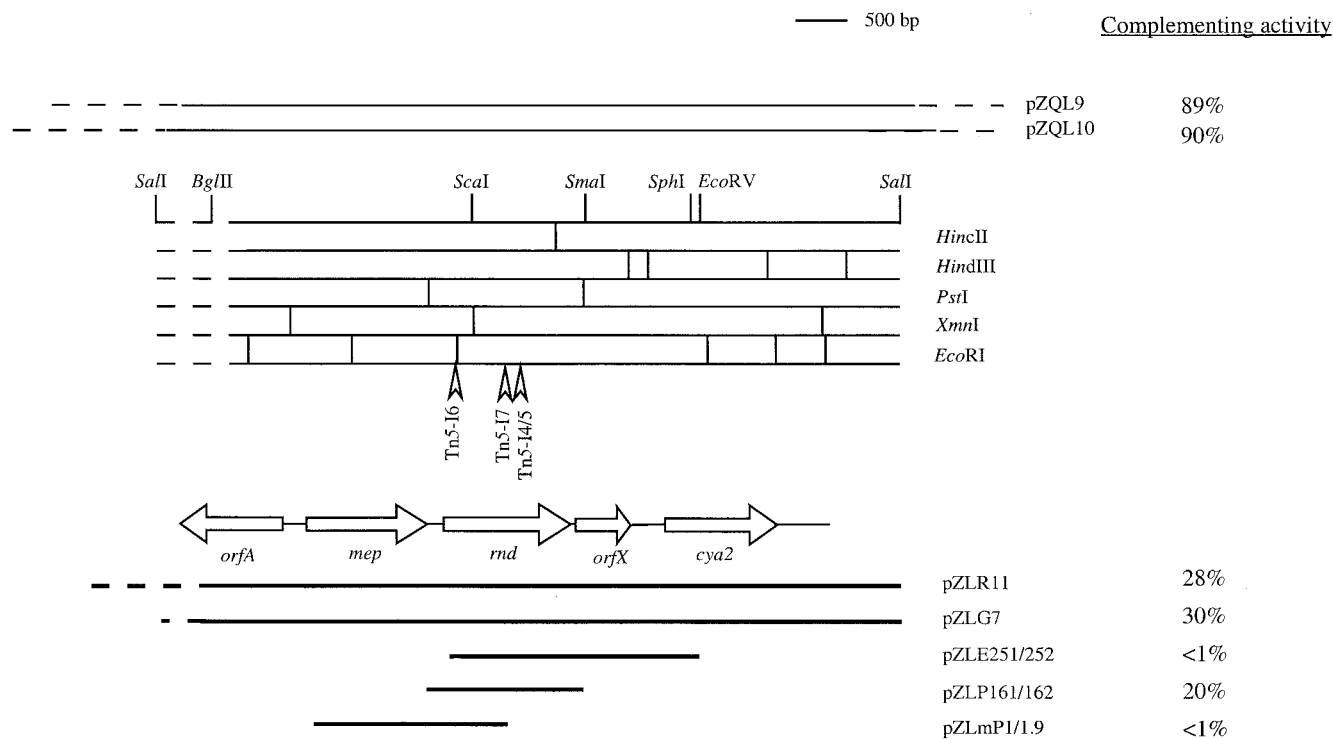 500 bp
Complementing activity
pZQL9 89%
pZQL10 90%
SalI BglII ScaI SmaI SphI EcoRV SalI
HincII
HindIII
PstI
XmnI
EcoRI
Tn5-I6
Tn5-I7
Tn5-I4/5
orfA mep rnd orfX cya2
pZLR11 28%
pZLG7 30%
pZLE251/252 <1%
pZLP161/162 20%
pZLmP1/1.9 <1%